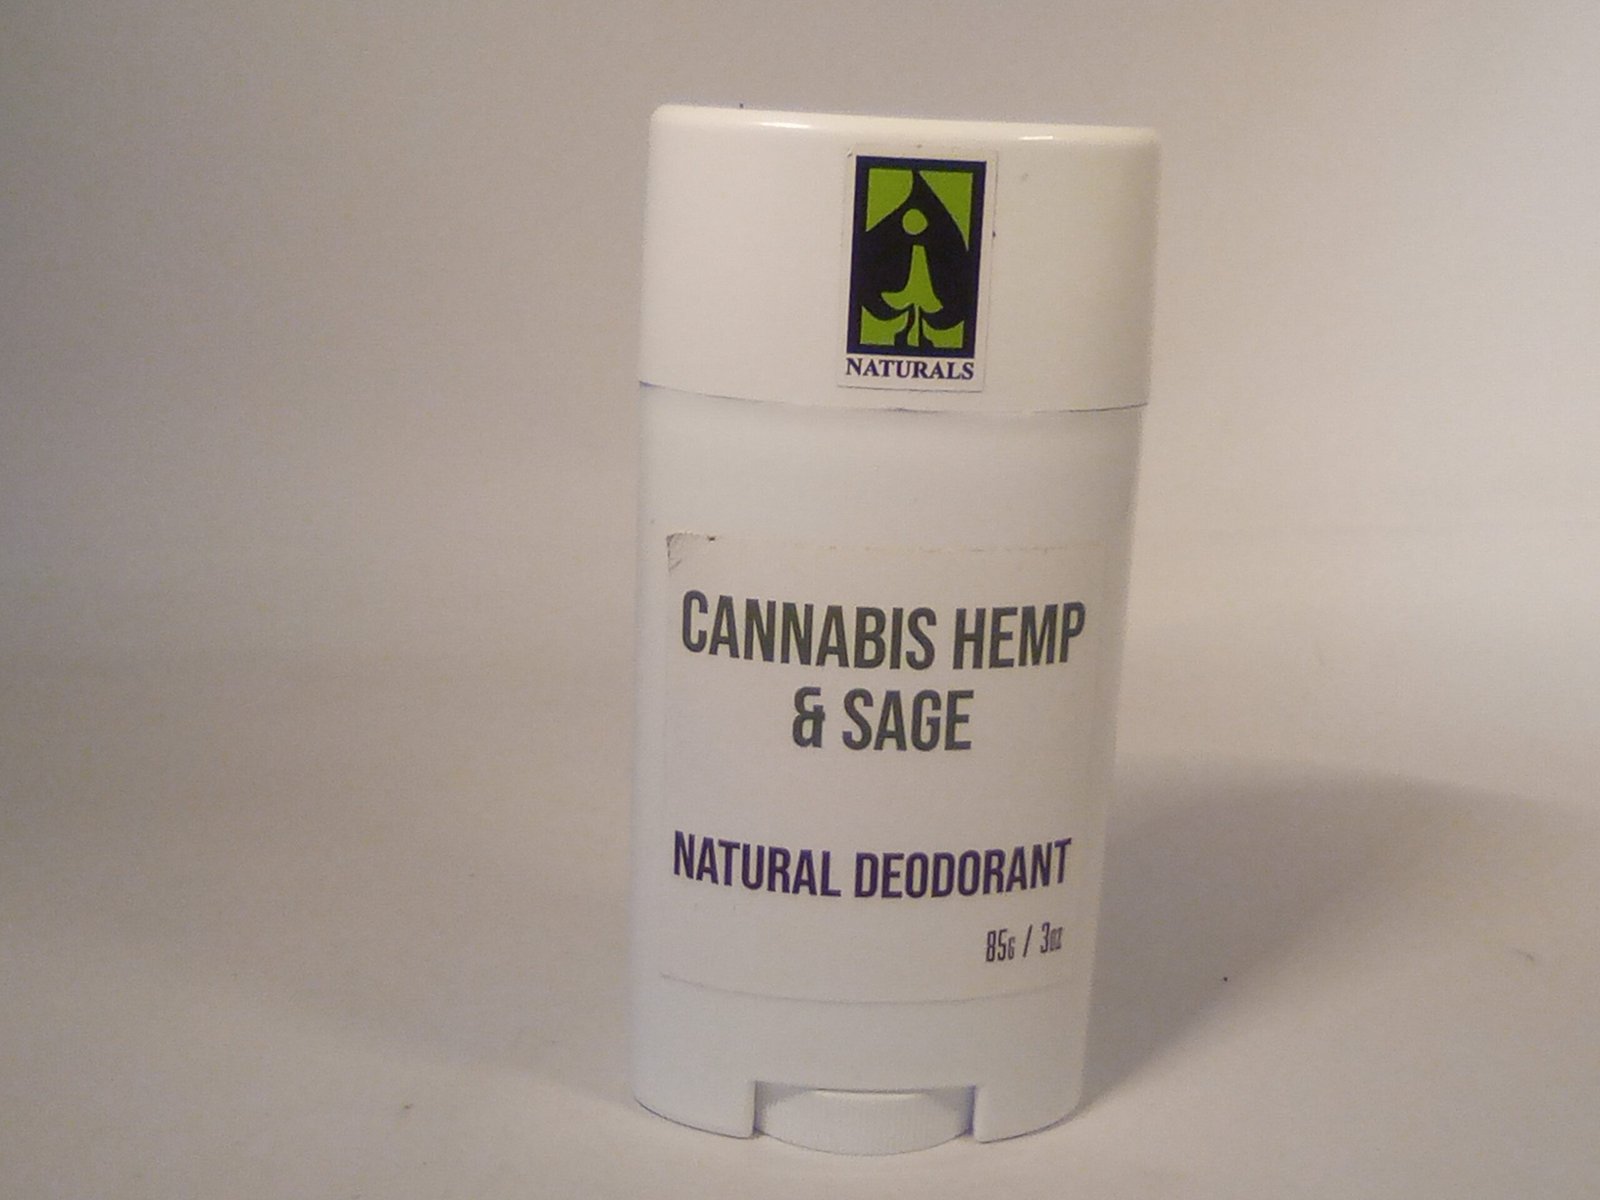 NATURALS
CANNABIS HEMP
& SAGE
NATURAL DEODORANT
85G / 3OZ